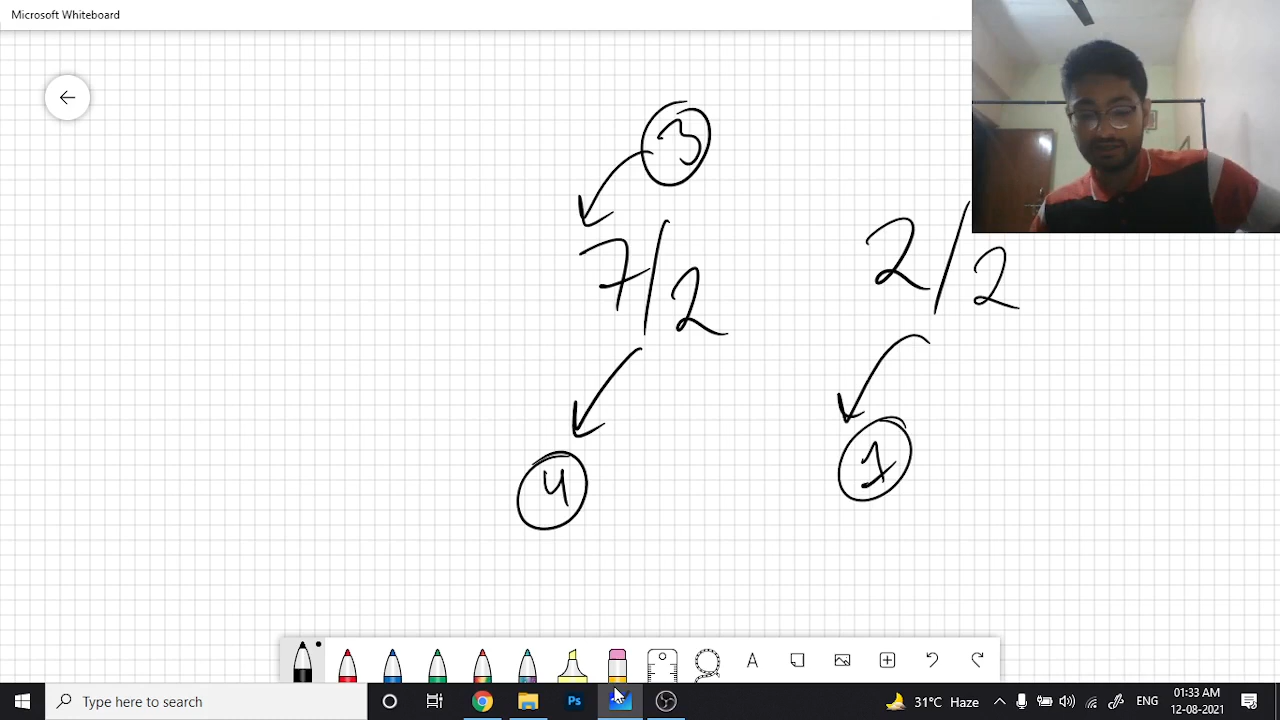 Microsoft Whiteboard
3
7/2
2/2
4
1
A
Type here to search
Ps
31°C Haze
ENG
01:33 AM
12-08-2021